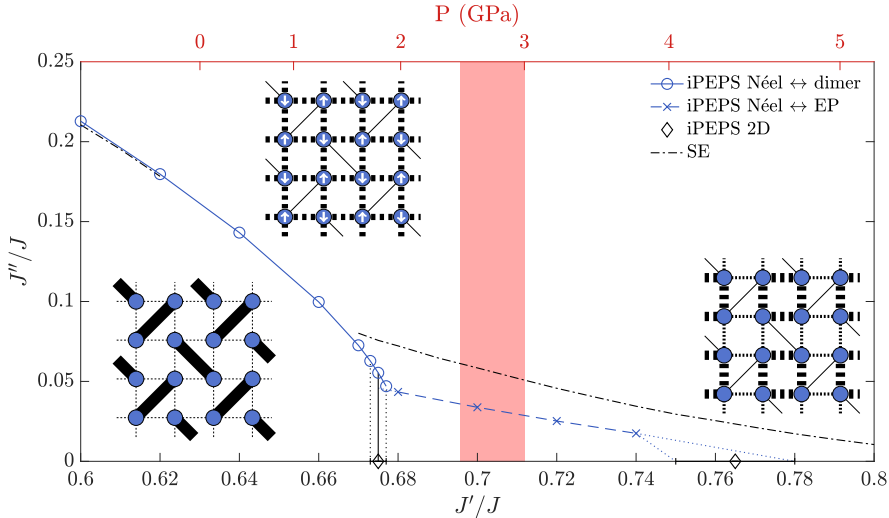 P (GPa)
0 1 2 3 4 5
0.25
0.2
0.15
0.1
0.05
0
J''/J
iPEPS Néel ↔ dimer
iPEPS Néel ↔ EP
iPEPS 2D
SE
0.6 0.62 0.64 0.66 0.68 0.7 0.72 0.74 0.76 0.78 0.8
J'/J